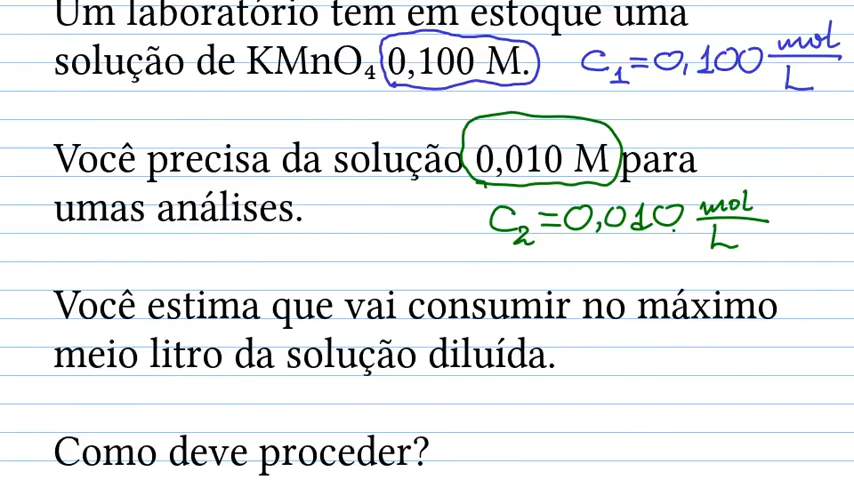 Um laboratório tem em estoque uma
solução de KMnO₄ 0,100 M. C₁=0,100 mol/L
Você precisa da solução 0,010 M para
umas análises. C₂=0,010 mol/L
Você estima que vai consumir no máximo
meio litro da solução diluída.
Como deve proceder?